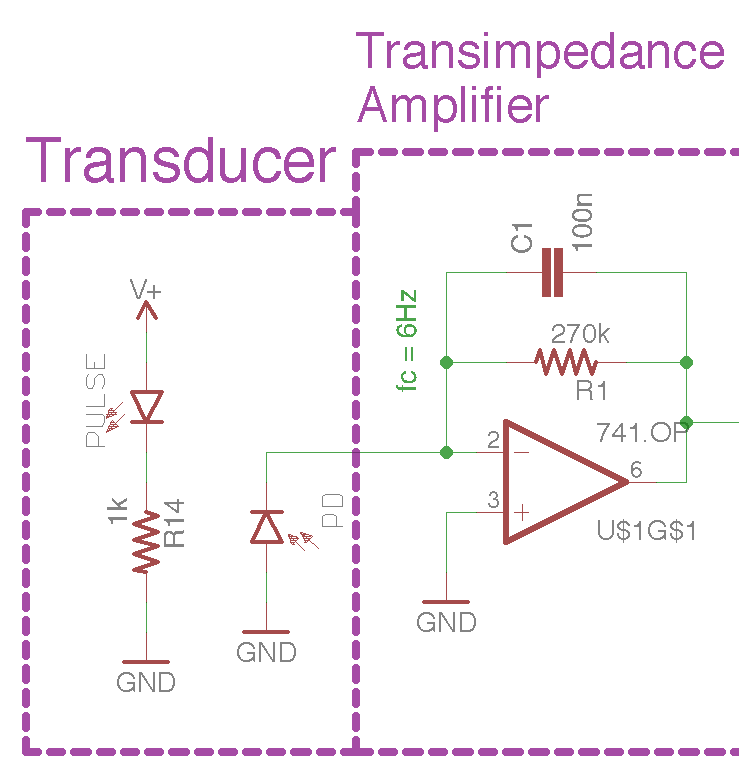 Transimpedance
Amplifier
Transducer
C1
100n
V+
fc = 6Hz
270k
R1
PULSE
741.OP
2
6
3
1k
R14
PD
U$1G$1
GND
GND
GND